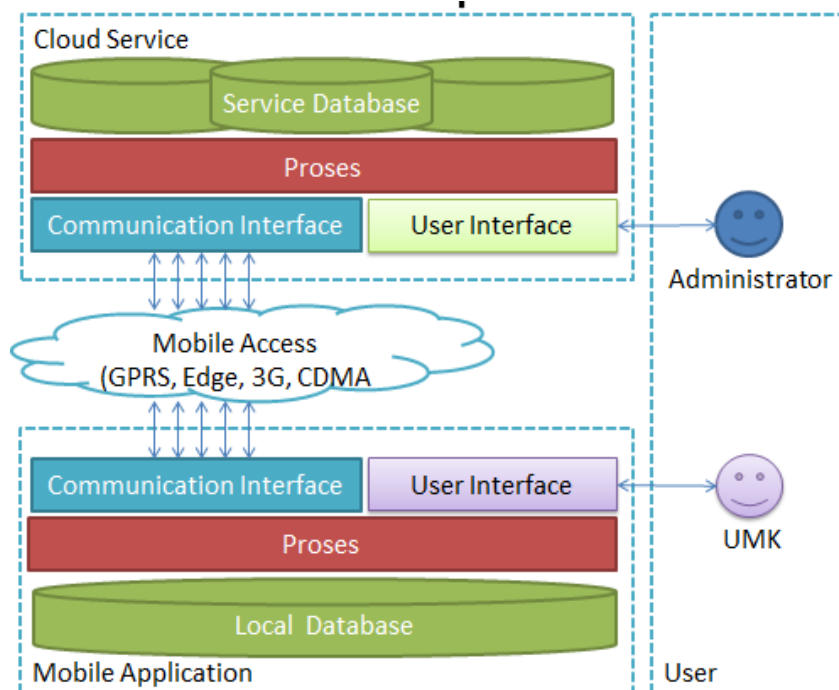 Cloud Service
Service Database
Proses
Communication Interface
User Interface
Administrator
Mobile Access
(GPRS, Edge, 3G, CDMA
Communication Interface
User Interface
UMK
Proses
Local Database
Mobile Application
User